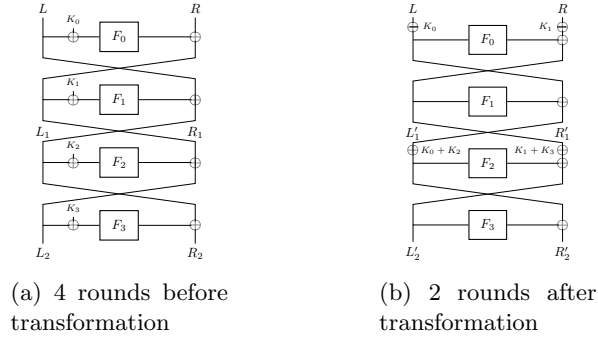 L R L R
K₀ F₀ K₀ F₀ K₁
K₁ F₁ F₁
L₁ R₁ L′₁ R′₁
K₂ F₂ K₀ + K₂ F₂ K₁ + K₃
K₃ F₃ F₃
L₂ R₂ L′₂ R′₂
(a) 4 rounds before
transformation
(b) 2 rounds after
transformation